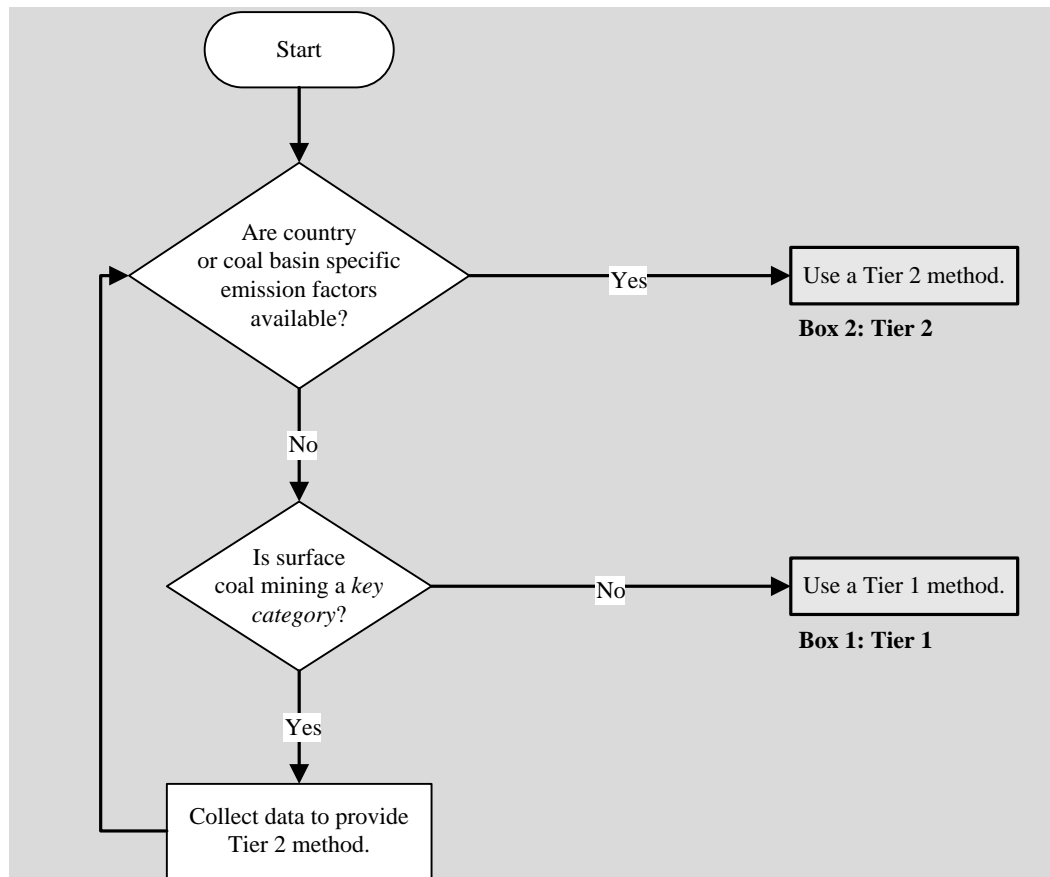 Start
Are country
or coal basin specific
emission factors
available?
Yes
Use a Tier 2 method.
Box 2: Tier 2
No
Is surface
coal mining a key
category?
No
Use a Tier 1 method.
Box 1: Tier 1
Yes
Collect data to provide
Tier 2 method.